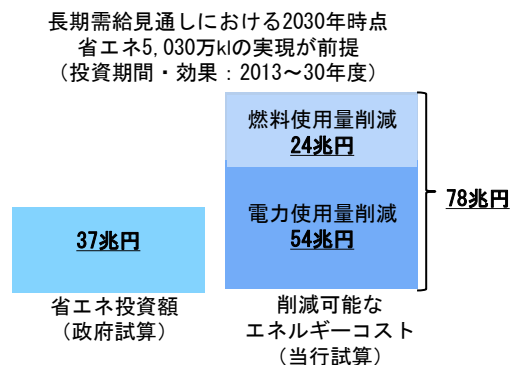 長期需給見通しにおける2030年時点
省エネ5,030万㎘の実現が前提
（投資期間・効果：2013～30年度）
燃料使用量削減
24兆円
78兆円
電力使用量削減
54兆円
37兆円
省エネ投資額
（政府試算）
削減可能な
エネルギーコスト
（当行試算）